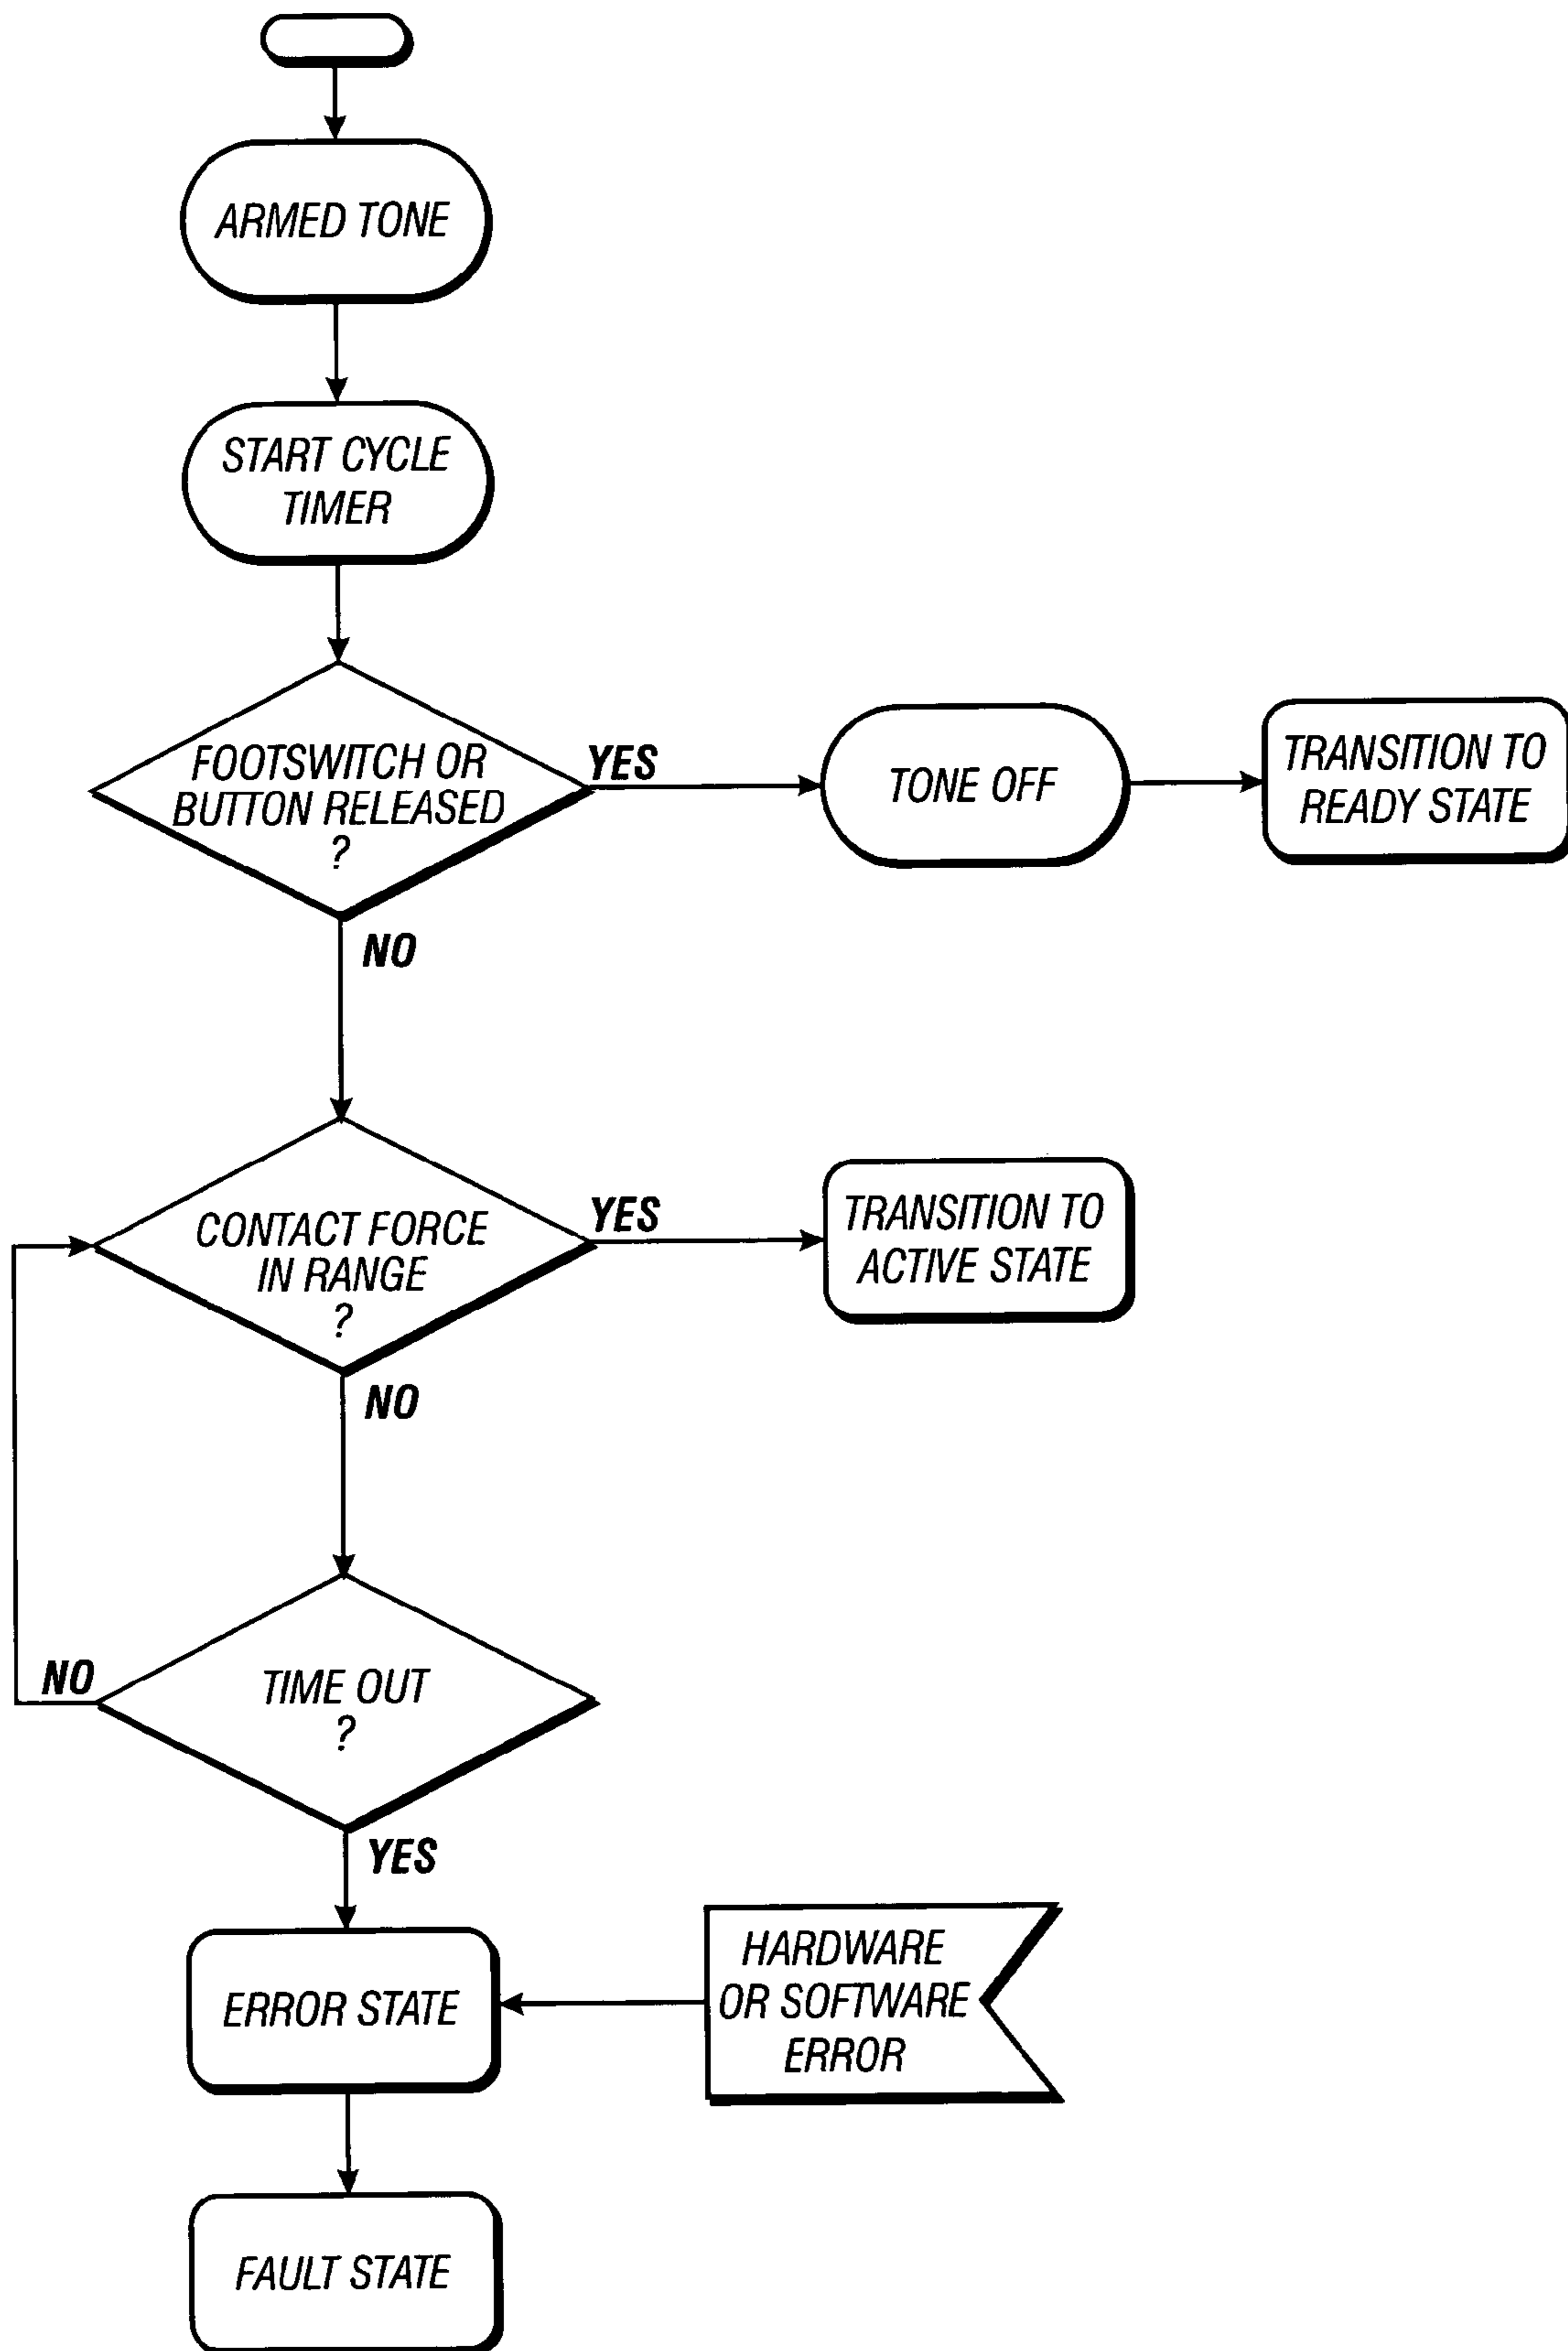 ARMED TONE
START CYCLE
TIMER
FOOTSWITCH OR
BUTTON RELEASED
?
YES
TONE OFF
TRANSITION TO
READY STATE
NO
CONTACT FORCE
IN RANGE
?
YES
TRANSITION TO
ACTIVE STATE
NO
TIME OUT
?
NO
YES
ERROR STATE
HARDWARE
OR SOFTWARE
ERROR
FAULT STATE